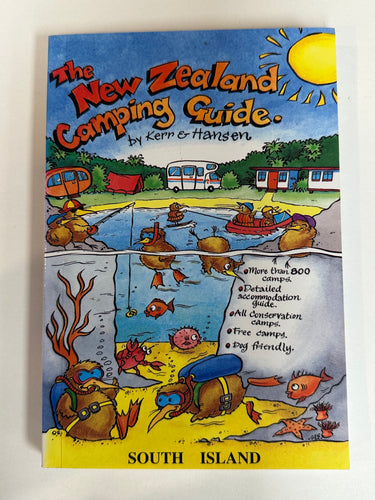 The
New Zealand
Camping Guide.
by Kerr & Hansen
• More than 800
camps.
• Detailed
accommodation
guide.
• All Conservation
camps.
• Free camps.
• Dog friendly.
SOUTH ISLAND